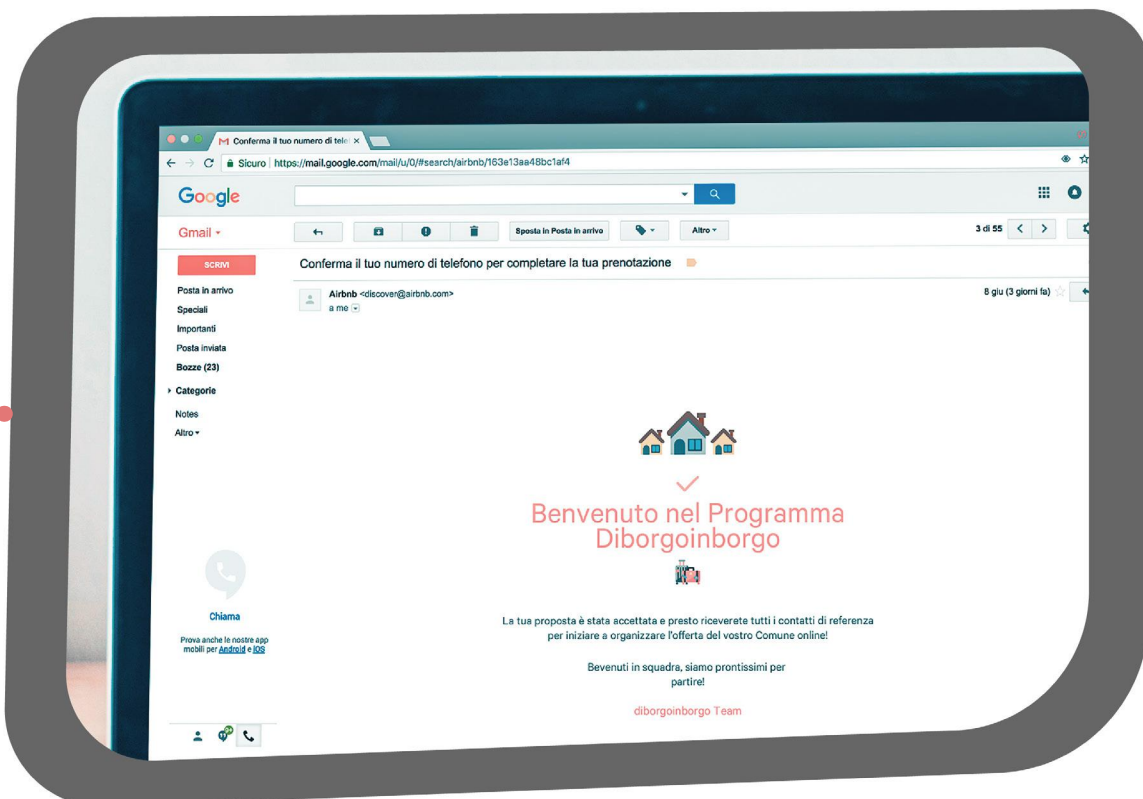 Conferma il tuo numero di tele
Sicuro https://mail.google.com/mail/u/0/#search/airbnb/163e13aa48bc1af4
Google
Gmail
Sposta in Posta in arrivo
Altro
3 di 55
SCRIVI
Conferma il tuo numero di telefono per completare la tua prenotazione
Posta in arrivo
Airbnb <discover@airbnb.com>
8 giu (3 giorni fa)
a me
Speciali
Importanti
Posta inviata
Bozze (23)
Categorie
Notes
Altro
Benvenuto nel Programma
Diborgoinborgo
La tua proposta è stata accettata e presto riceverete tutti i contatti di referenza
per iniziare a organizzare l'offerta del vostro Comune online!
Bevenuti in squadra, siamo prontissimi per
partire!
diborgoinborgo Team
Chiama
Prova anche le nostre app
mobili per Android e iOS